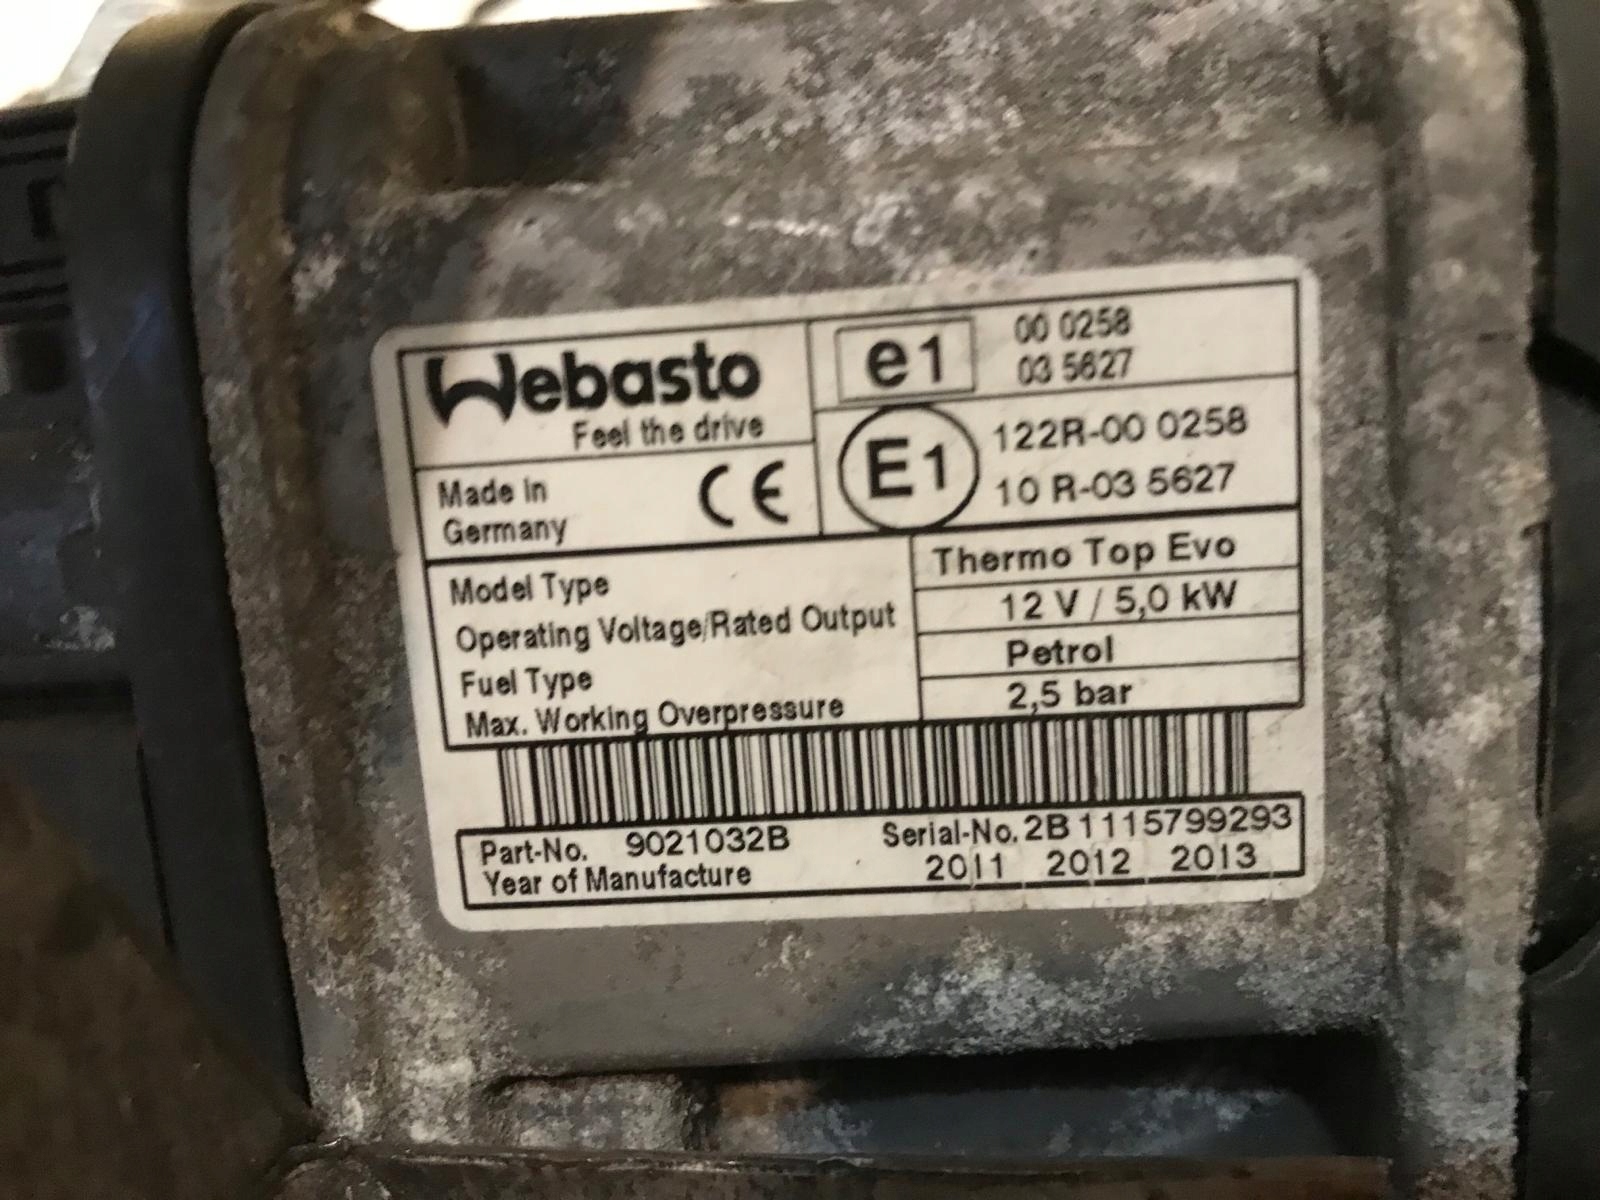 Webasto
Feel the drive
e1
00 0258
03 5627
Made in
Germany
CE
E1
122R-00 0258
10 R-03 5627
Model Type
Thermo Top Evo
Operating Voltage/Rated Output
12 V / 5,0 kW
Fuel Type
Petrol
Max. Working Overpressure
2,5 bar
Part-No. 9021032B
Serial-No. 2B 1115799293
Year of Manufacture
2011 2012 2013